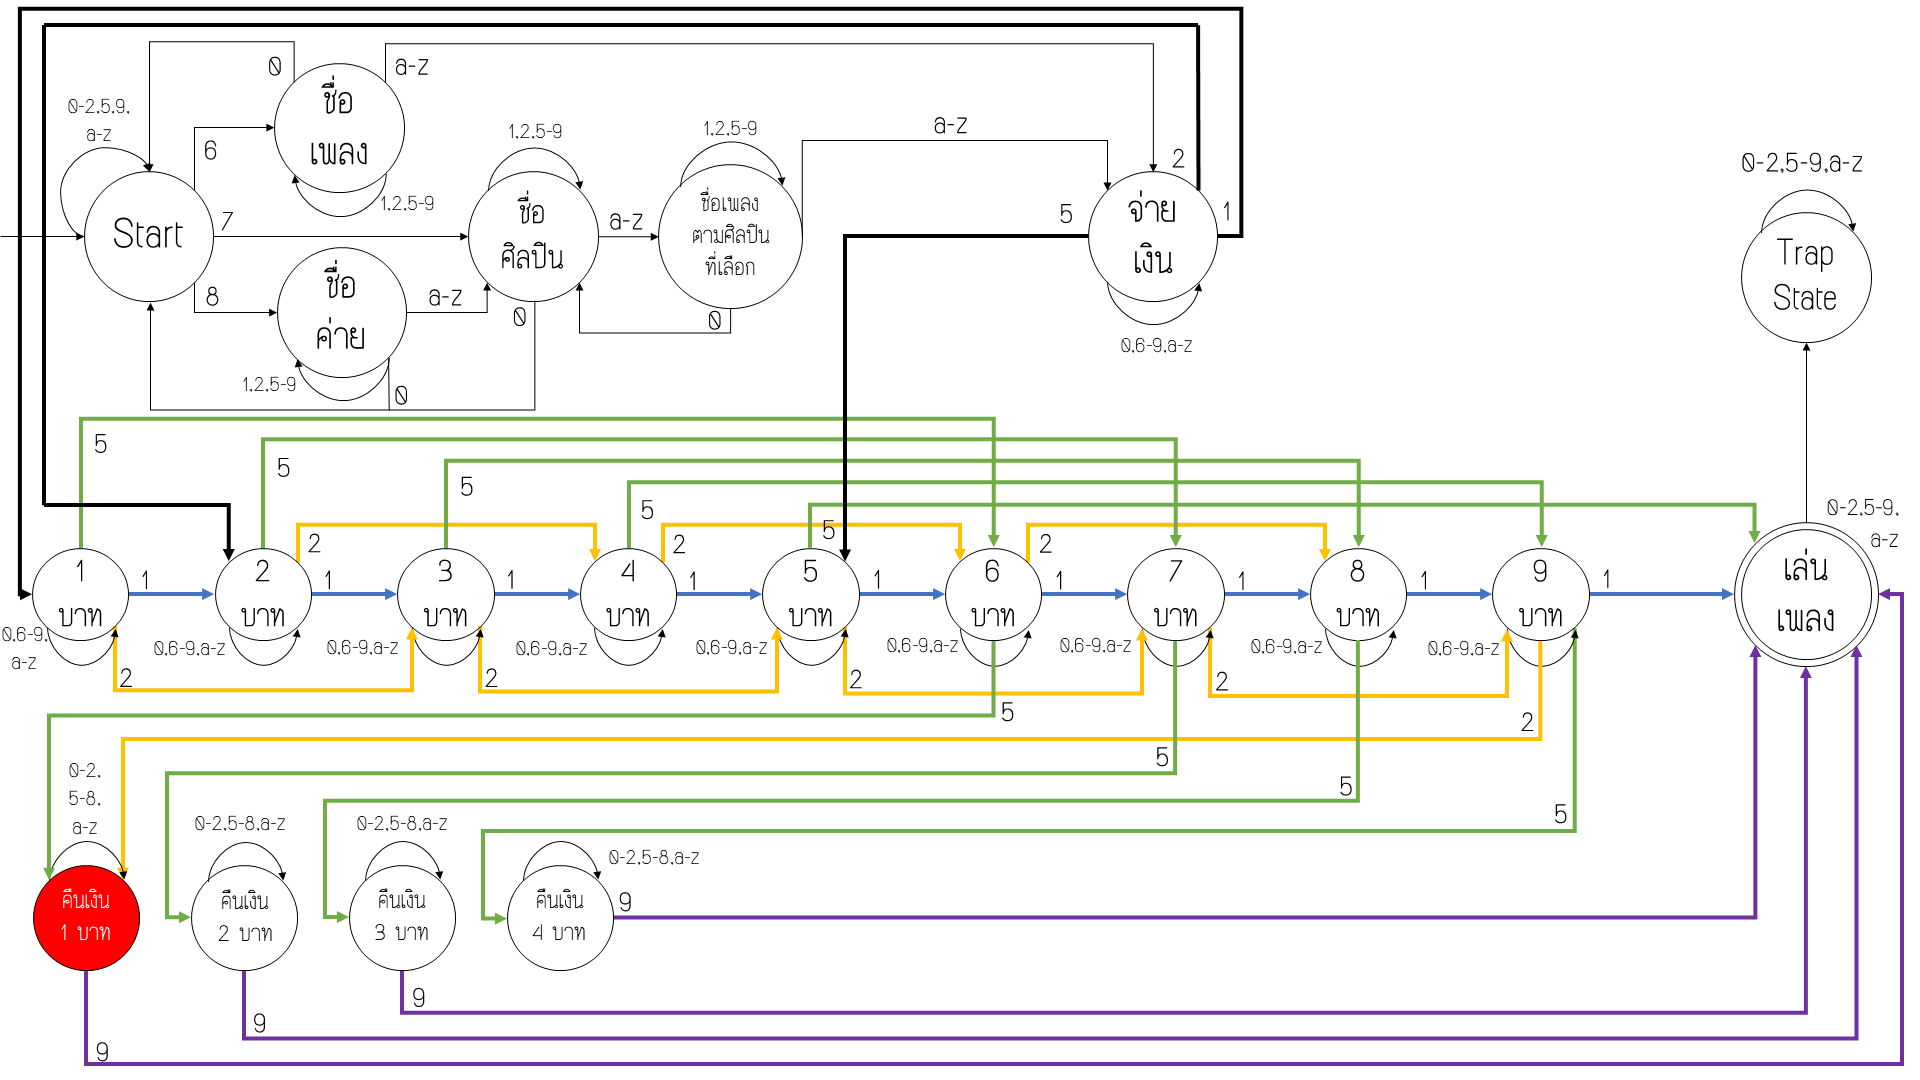 0
a-z
ชื่อ
เพลง
0-2,5,9,
a-z
6
1,2,5-9
1,2,5-9
1,2,5-9
a-z
2
0-2,5-9,a-z
Start
7
ชื่อ
ศิลปิน
a-z
ชื่อเพลง
ตามศิลปิน
ที่เลือก
5
จ่าย
เงิน
1
Trap
State
8
ชื่อ
ค่าย
a-z
0
0
0,6-9,a-z
1,2,5-9
0
5
5
5
5
5
2
2
2
0-2,5-9,
a-z
1
บาท
1
2
บาท
1
3
บาท
1
4
บาท
1
5
บาท
1
6
บาท
1
7
บาท
1
8
บาท
1
9
บาท
1
เล่น
เพลง
0,6-9,
a-z
0,6-9,a-z
0,6-9,a-z
0,6-9,a-z
0,6-9,a-z
0,6-9,a-z
0,6-9,a-z
0,6-9,a-z
0,6-9,a-z
2
2
2
2
5
2
5
5
5
0-2,
5-8,
a-z
0-2,5-8,a-z
0-2,5-8,a-z
0-2,5-8,a-z
คืนเงิน
1 บาท
คืนเงิน
2 บาท
คืนเงิน
3 บาท
คืนเงิน
4 บาท
9
9
9
9